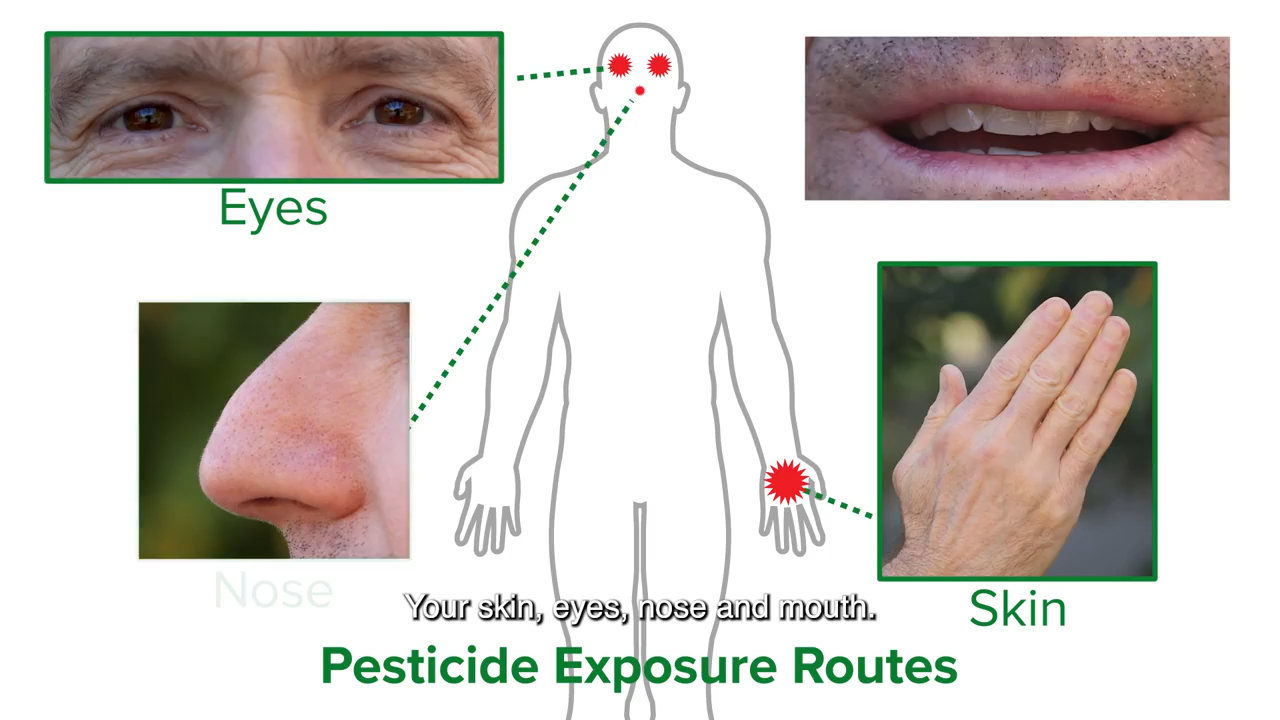 Eyes
Nose
Skin
Your skin, eyes, nose and mouth.
Pesticide Exposure Routes